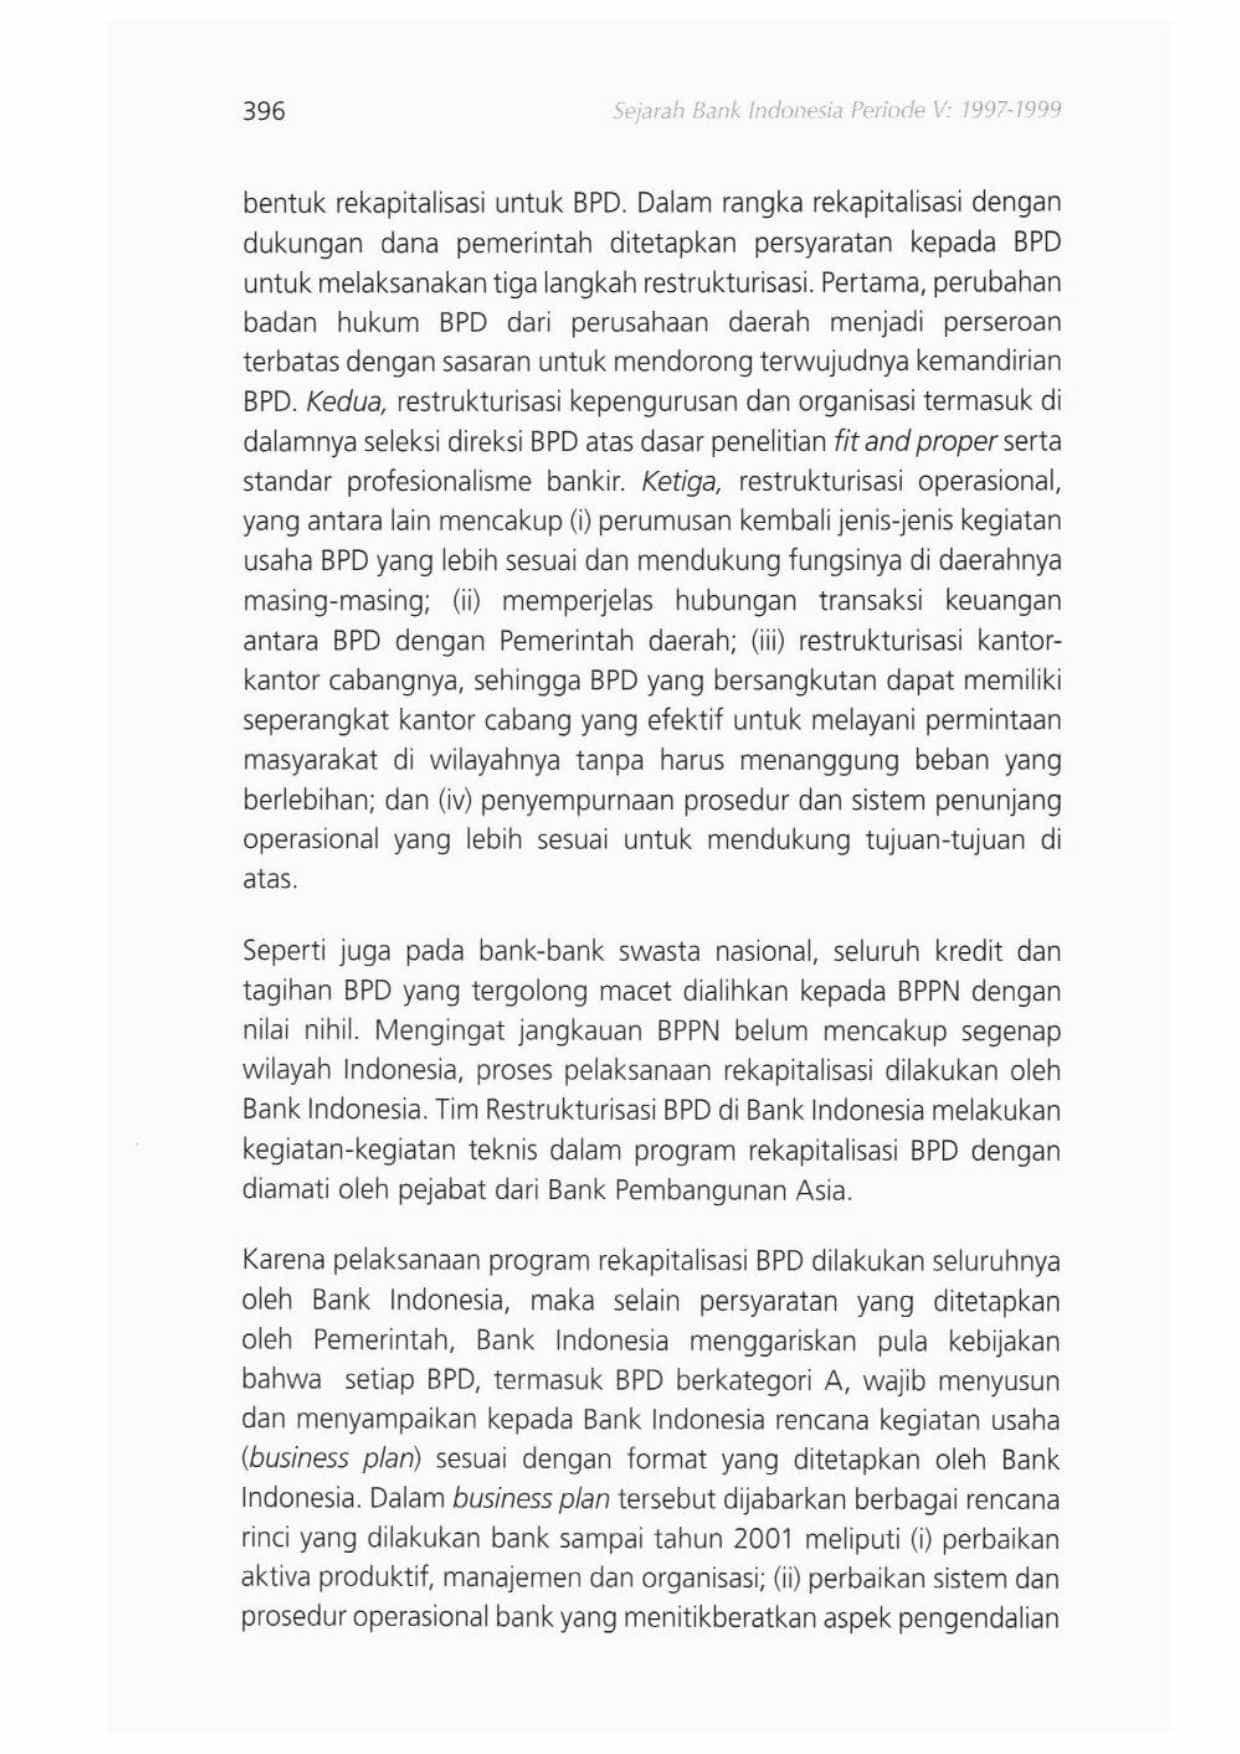 396
Sejarah Bank Indonesia Periode V: 1997-1999
bentuk rekapitalisasi untuk BPD. Dalam rangka rekapitalisasi dengan
dukungan dana pemerintah ditetapkan persyaratan kepada BPD
untuk melaksanakan tiga langkah restrukturisasi. Pertama, perubahan
badan hukum BPD dari perusahaan daerah menjadi perseroan
terbatas dengan sasaran untuk mendorong terwujudnya kemandirian
BPD. Kedua, restrukturisasi kepengurusan dan organisasi termasuk di
dalamnya seleksi direksi BPD atas dasar penelitian fit and proper serta
standar profesionalisme bankir. Ketiga, restrukturisasi operasional,
yang antara lain mencakup (i) perumusan kembali jenis-jenis kegiatan
usaha BPD yang lebih sesuai dan mendukung fungsinya di daerahnya
masing-masing; (ii) memperjelas hubungan transaksi keuangan
antara BPD dengan Pemerintah daerah; (iii) restrukturisasi kantor-
kantor cabangnya, sehingga BPD yang bersangkutan dapat memiliki
seperangkat kantor cabang yang efektif untuk melayani permintaan
masyarakat di wilayahnya tanpa harus menanggung beban yang
berlebihan; dan (iv) penyempurnaan prosedur dan sistem penunjang
operasional yang lebih sesuai untuk mendukung tujuan-tujuan di
atas.
Seperti juga pada bank-bank swasta nasional, seluruh kredit dan
tagihan BPD yang tergolong macet dialihkan kepada BPPN dengan
nilai nihil. Mengingat jangkauan BPPN belum mencakup segenap
wilayah Indonesia, proses pelaksanaan rekapitalisasi dilakukan oleh
Bank Indonesia. Tim Restrukturisasi BPD di Bank Indonesia melakukan
kegiatan-kegiatan teknis dalam program rekapitalisasi BPD dengan
diamati oleh pejabat dari Bank Pembangunan Asia.
Karena pelaksanaan program rekapitalisasi BPD dilakukan seluruhnya
oleh Bank Indonesia, maka selain persyaratan yang ditetapkan
oleh Pemerintah, Bank Indonesia menggariskan pula kebijakan
bahwa setiap BPD, termasuk BPD berkategori A, wajib menyusun
dan menyampaikan kepada Bank Indonesia rencana kegiatan usaha
(business plan) sesuai dengan format yang ditetapkan oleh Bank
Indonesia. Dalam business plan tersebut dijabarkan berbagai rencana
rinci yang dilakukan bank sampai tahun 2001 meliputi (i) perbaikan
aktiva produktif, manajemen dan organisasi; (ii) perbaikan sistem dan
prosedur operasional bank yang menitikberatkan aspek pengendalian